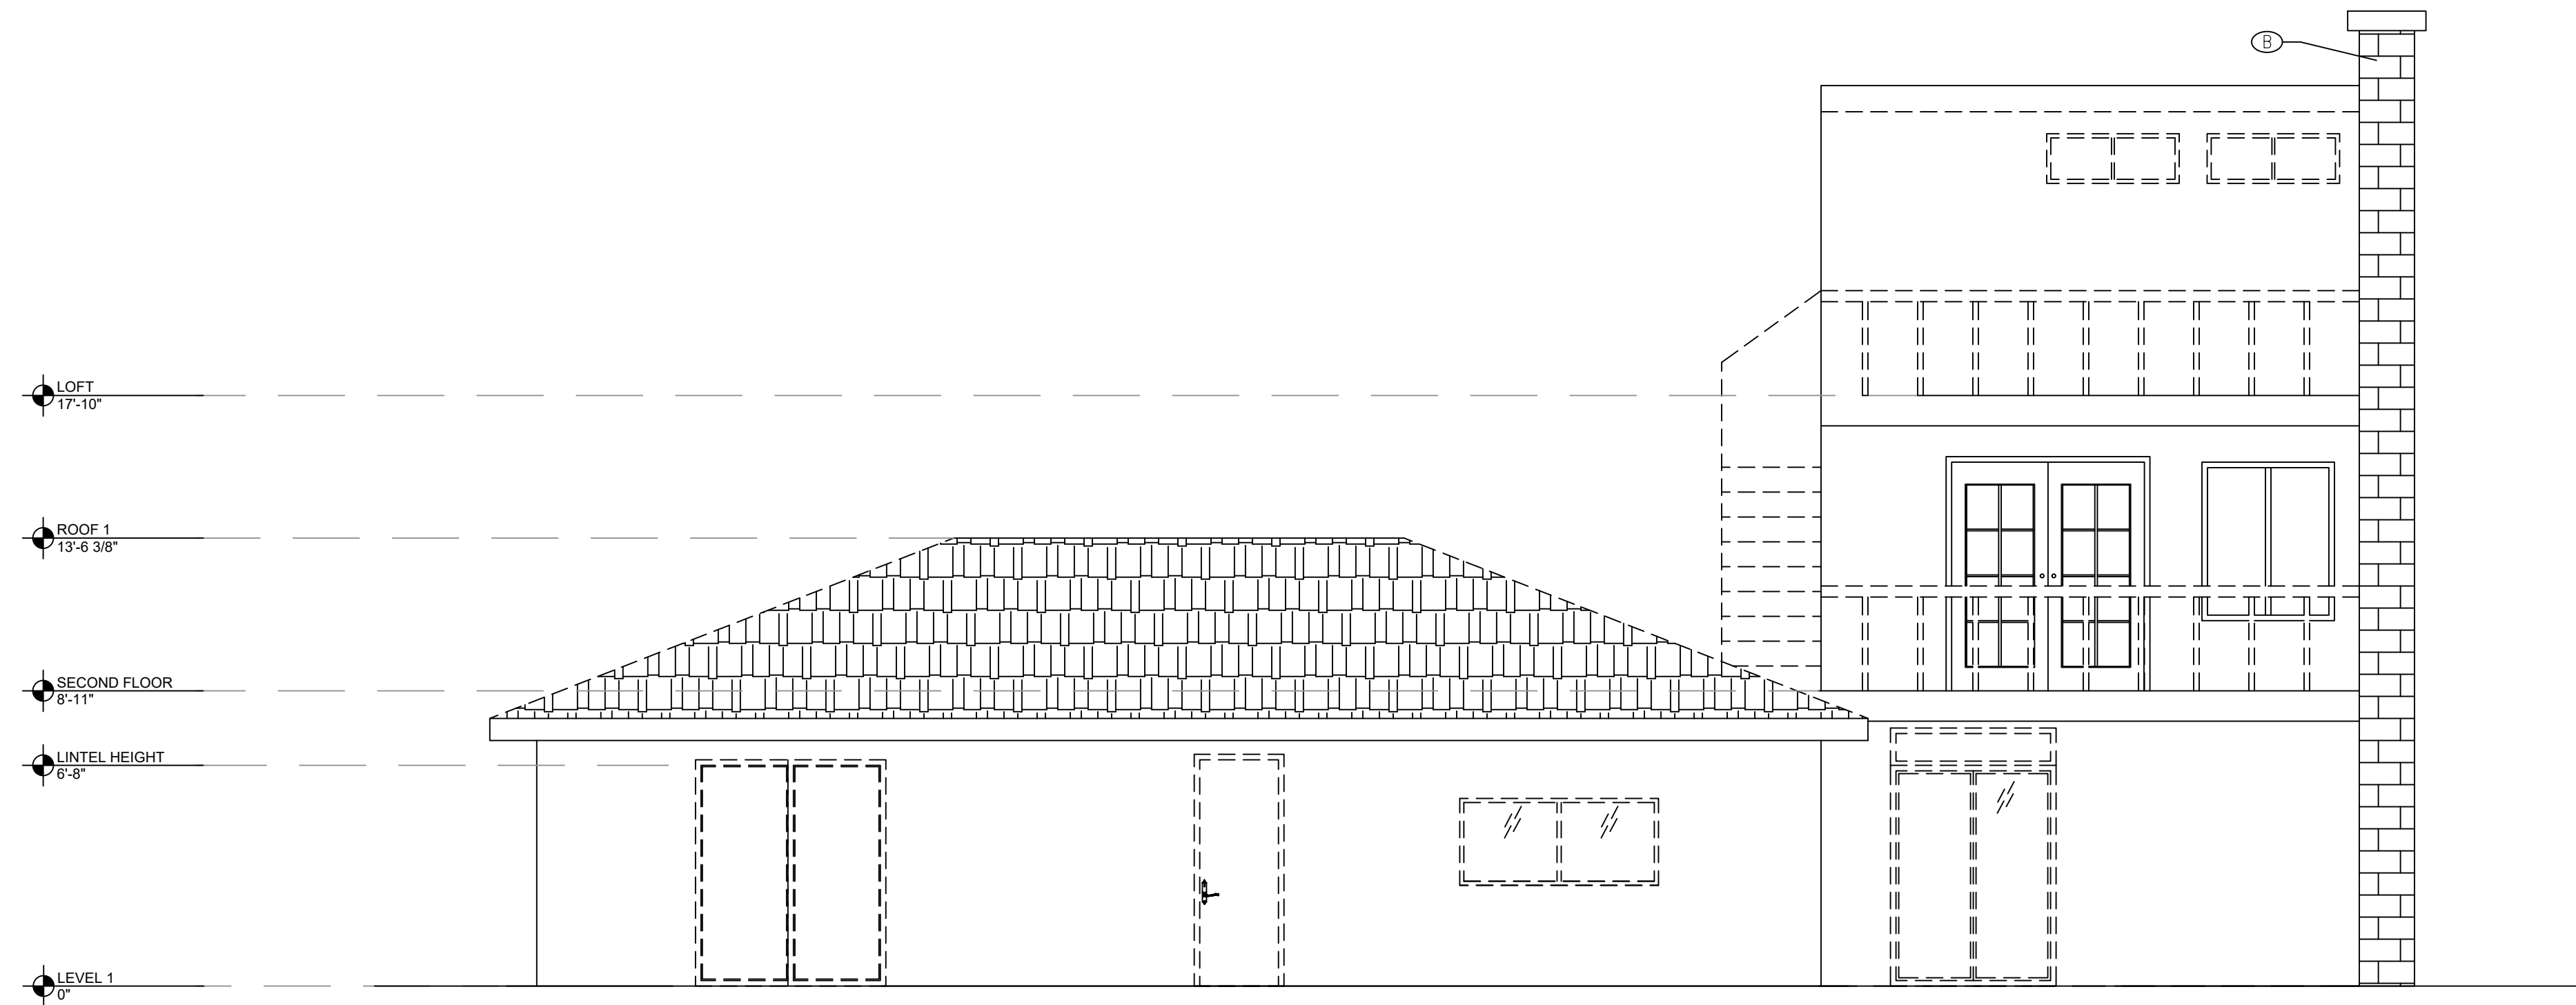 B
LOFT
17'-10"
ROOF 1
13'-6 3/8"
SECOND FLOOR
8'-11"
LINTEL HEIGHT
6'-8"
LEVEL 1
0"